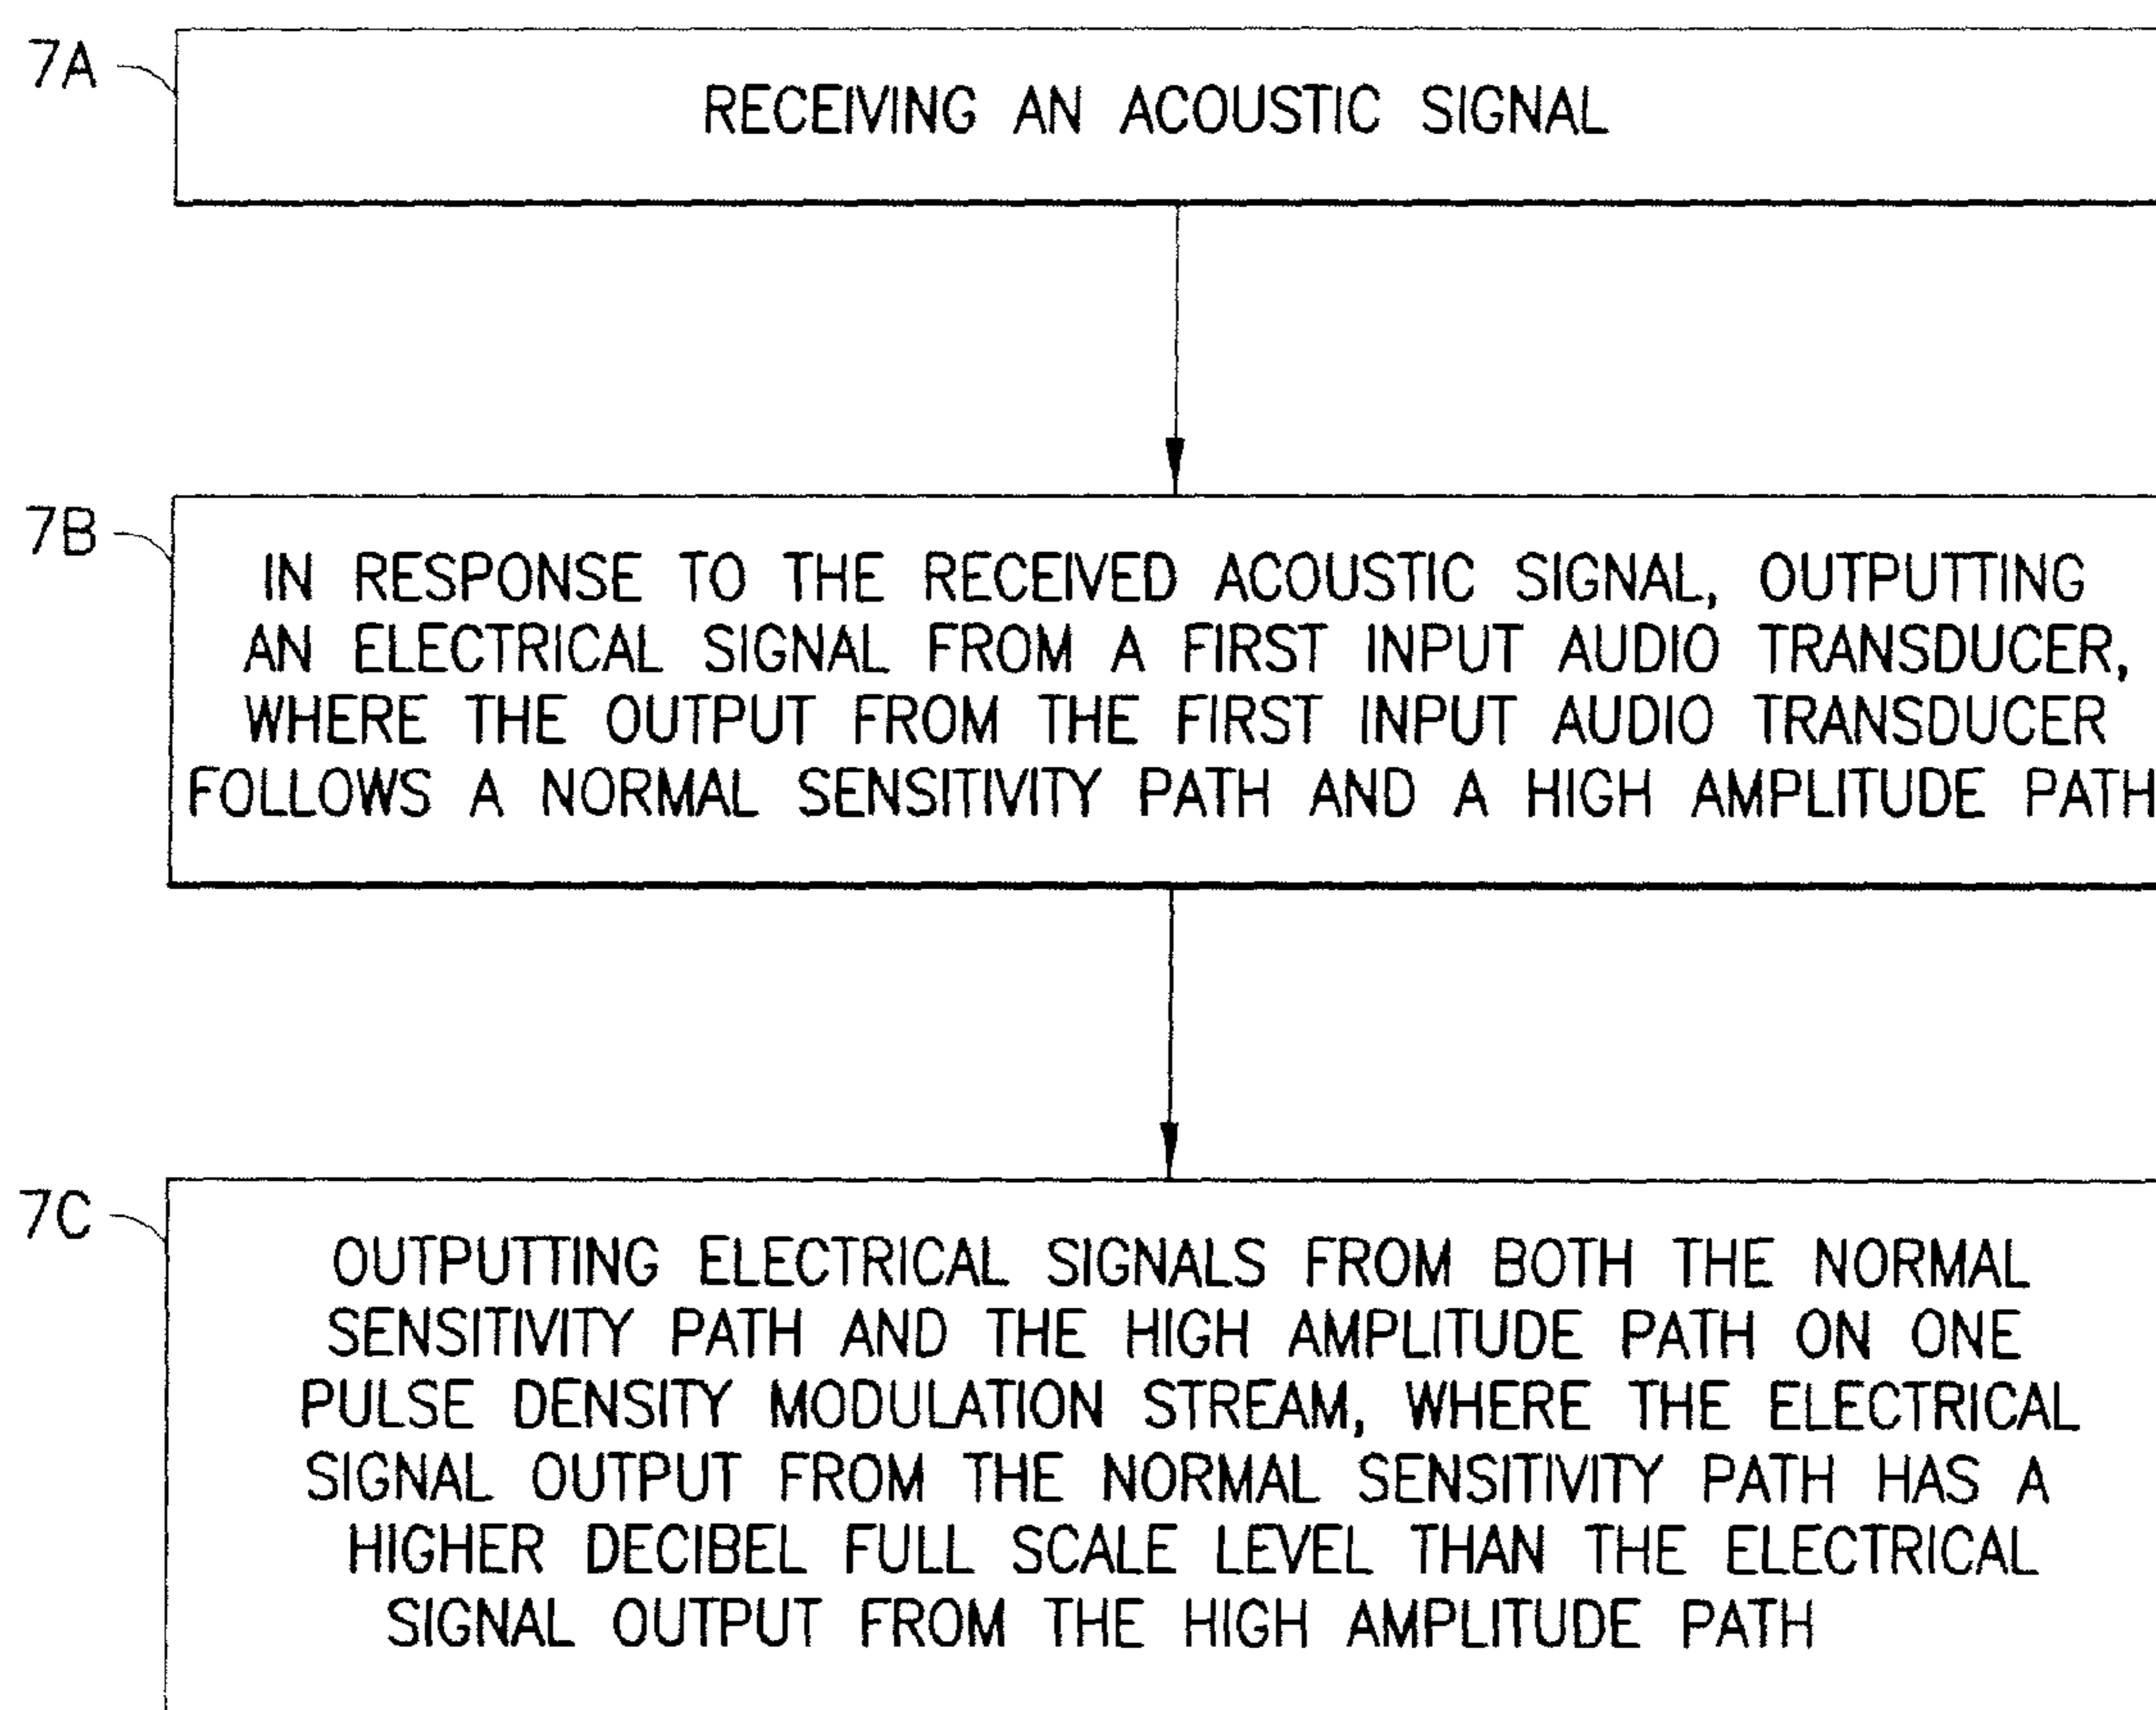 7A
RECEIVING AN ACOUSTIC SIGNAL
7B
IN RESPONSE TO THE RECEIVED ACOUSTIC SIGNAL, OUTPUTTING
AN ELECTRICAL SIGNAL FROM A FIRST INPUT AUDIO TRANSDUCER,
WHERE THE OUTPUT FROM THE FIRST INPUT AUDIO TRANSDUCER
FOLLOWS A NORMAL SENSITIVITY PATH AND A HIGH AMPLITUDE PATH
7C
OUTPUTTING ELECTRICAL SIGNALS FROM BOTH THE NORMAL
SENSITIVITY PATH AND THE HIGH AMPLITUDE PATH ON ONE
PULSE DENSITY MODULATION STREAM, WHERE THE ELECTRICAL
SIGNAL OUTPUT FROM THE NORMAL SENSITIVITY PATH HAS A
HIGHER DECIBEL FULL SCALE LEVEL THAN THE ELECTRICAL
SIGNAL OUTPUT FROM THE HIGH AMPLITUDE PATH